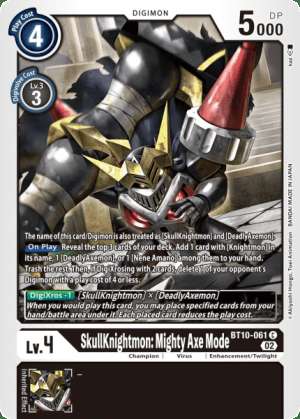 Play Cost
4
DIGIMON
5000
DP
Digivolve Cost
Lv.3
3
The name of this card/Digimon is also treated as [SkullKnightmon] and [DeadlyAxemon].
On Play Reveal the top 3 cards of your deck. Add 1 card with [Knightmon] in
its name, 1 [DeadlyAxemon], or 1 [Nene Amano] among them to your hand.
Trash the rest. Then, if DigiXrosing with 2 cards, delete 1 of your opponent's
Digimon with a play cost of 4 or less.
DigiXros -1 [SkullKnightmon] × [DeadlyAxemon]
When you would play this card, you may place specified cards from your
hand/battle area under it. Each placed card reduces the play cost.
Lv.4
SkullKnightmon: Mighty Axe Mode
BT10-061 C
02
Champion
Virus
Enhancement/Twilight
Inherited Effect
-
©Akiyoshi Hongo, Toei Animation · BANDAI MADE IN JAPAN